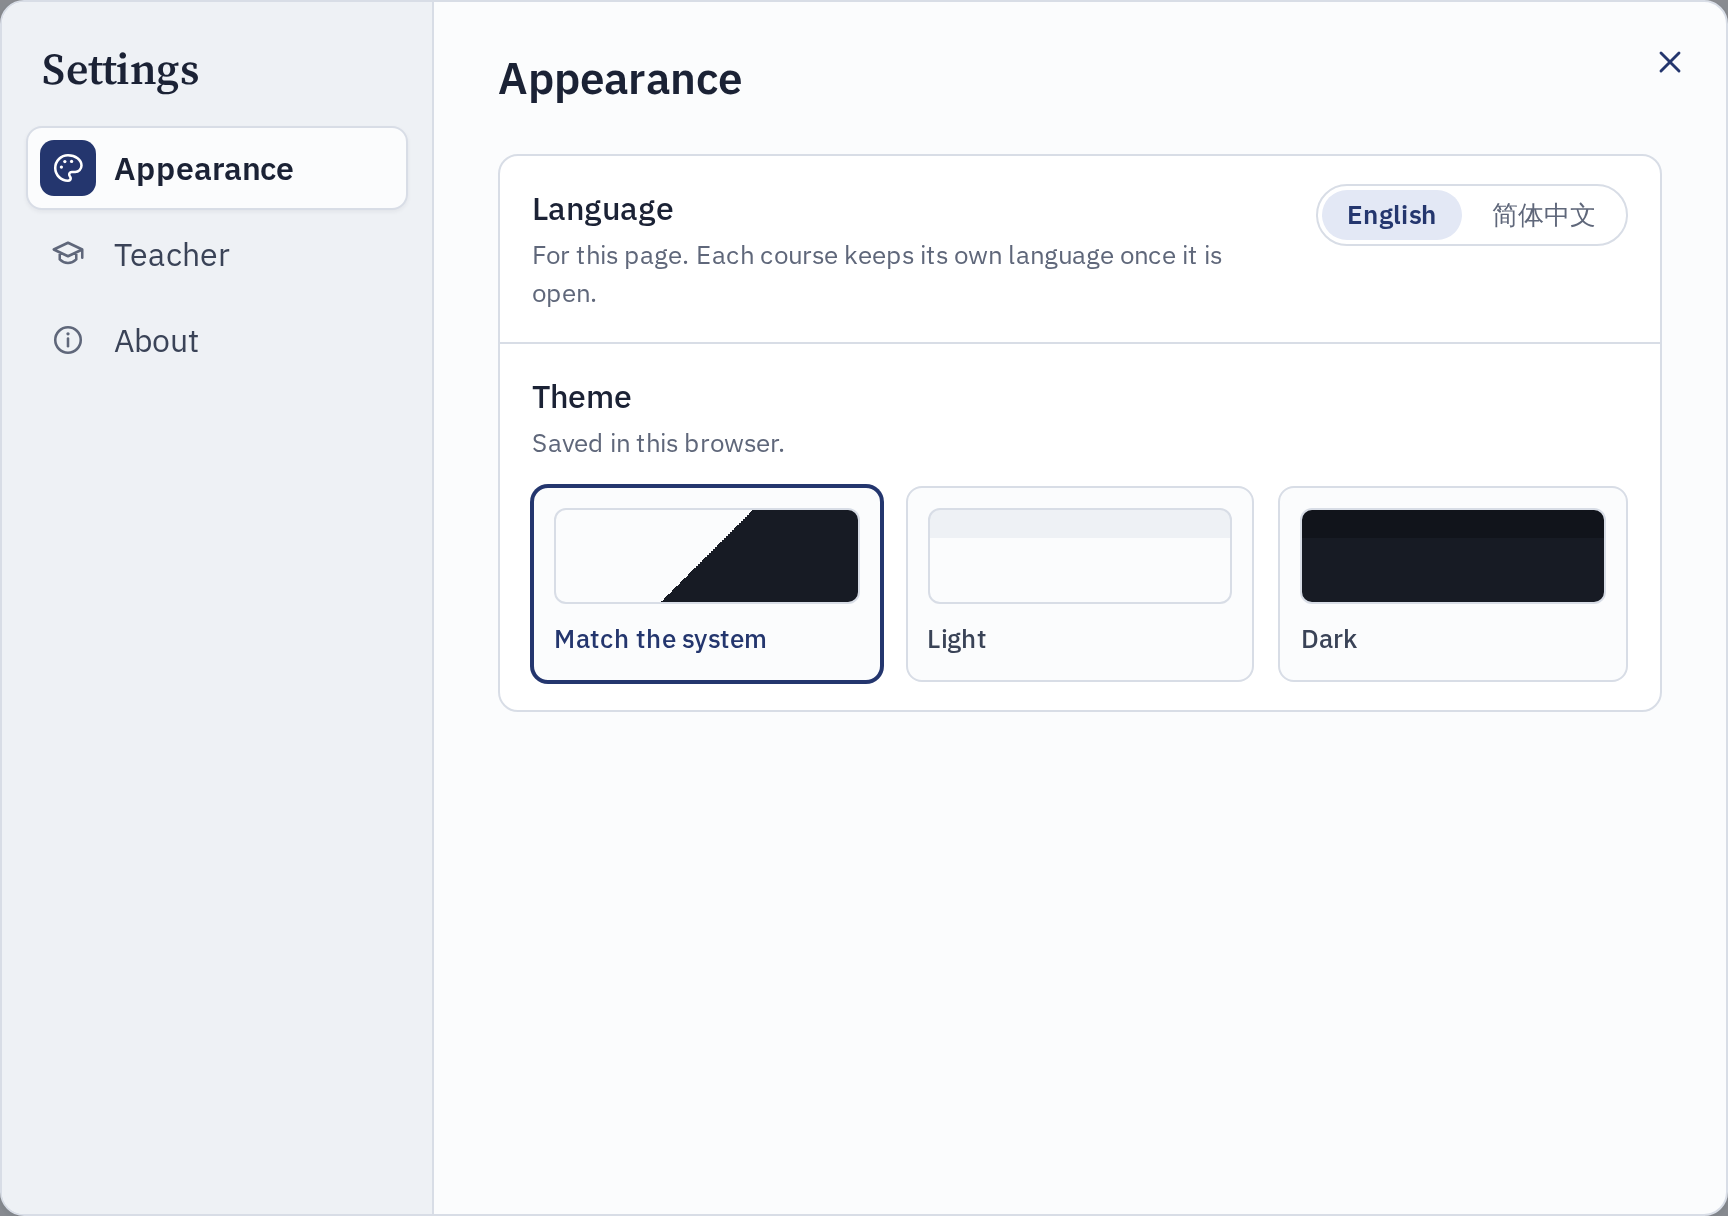 Settings
Appearance
Teacher
About
Appearance
Language
For this page. Each course keeps its own language once it is
open.
English
简体中文
Theme
Saved in this browser.
Match the system
Light
Dark